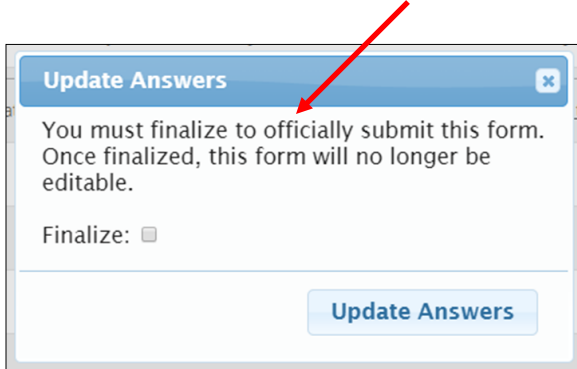 Update Answers
You must finalize to officially submit this form.
Once finalized, this form will no longer be
editable.
Finalize:
Update Answers